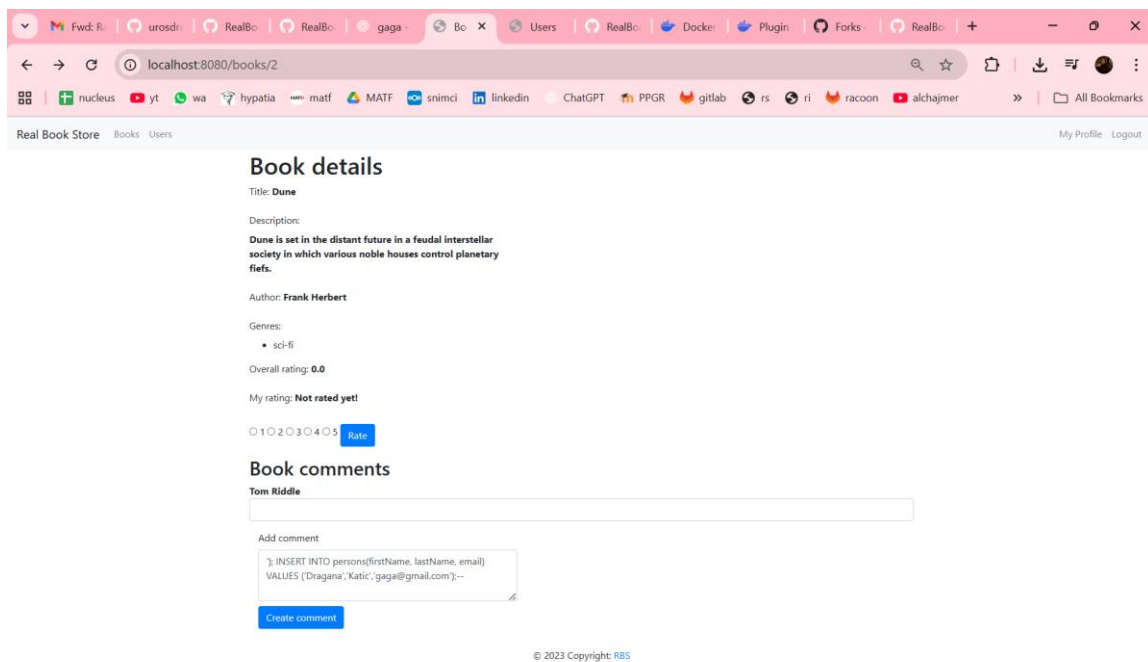 Fwd: Ra urosdr RealBo RealBo gaga - Bo Users RealBo Docker Plugin Forks · RealBo
localhost:8080/books/2
nucleus yt wa hypatia matf MATF snimci linkedin ChatGPT PPGR gitlab rs ri racoon alchajmer » All Bookmarks
Real Book Store Books Users My Profile Logout
Book details
Title: Dune
Description:
Dune is set in the distant future in a feudal interstellar
society in which various noble houses control planetary
fiefs.
Author: Frank Herbert
Genres:
• sci-fi
Overall rating: 0.0
My rating: Not rated yet!
1 2 3 4 5 Rate
Book comments
Tom Riddle
Add comment
'); INSERT INTO persons(firstName, lastName, email)
VALUES ('Dragana','Katic','gaga@gmail.com');--
Create comment
© 2023 Copyright: RBS